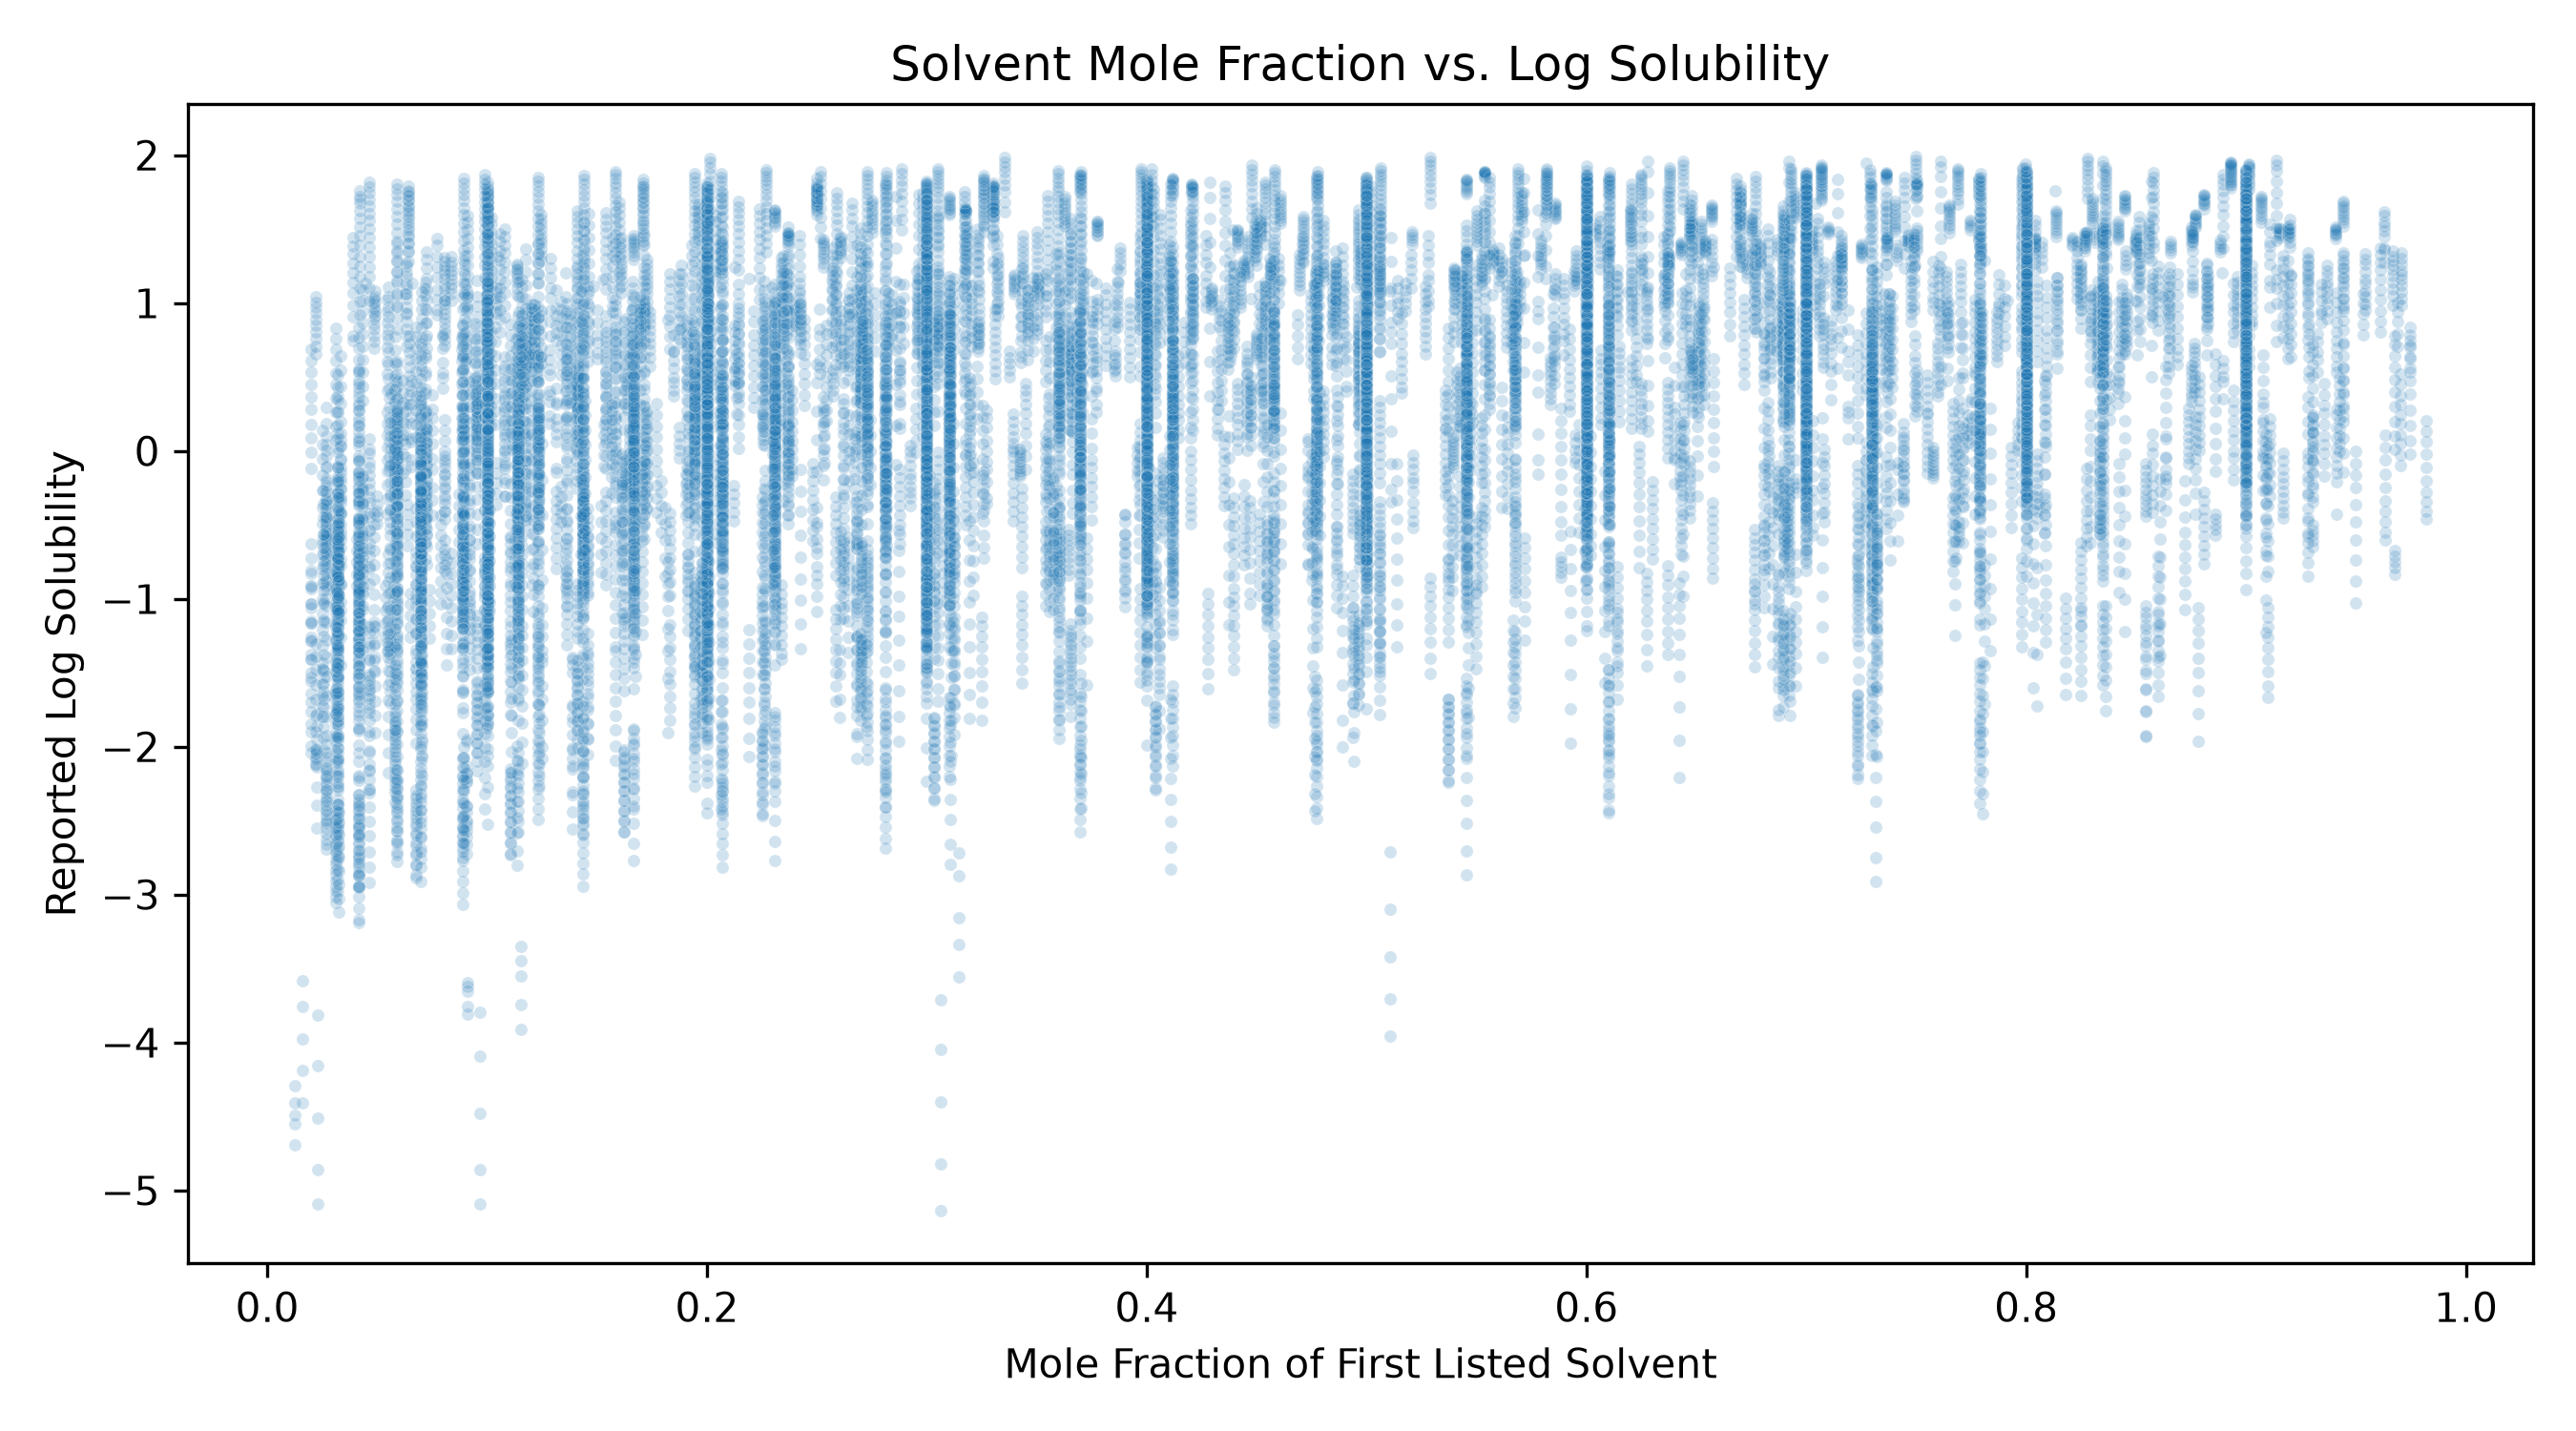 Solvent Mole Fraction vs. Log Solubility
Reported Log Solubility
2
1
0
−1
−2
−3
−4
−5
0.0 0.2 0.4 0.6 0.8 1.0
Mole Fraction of First Listed Solvent